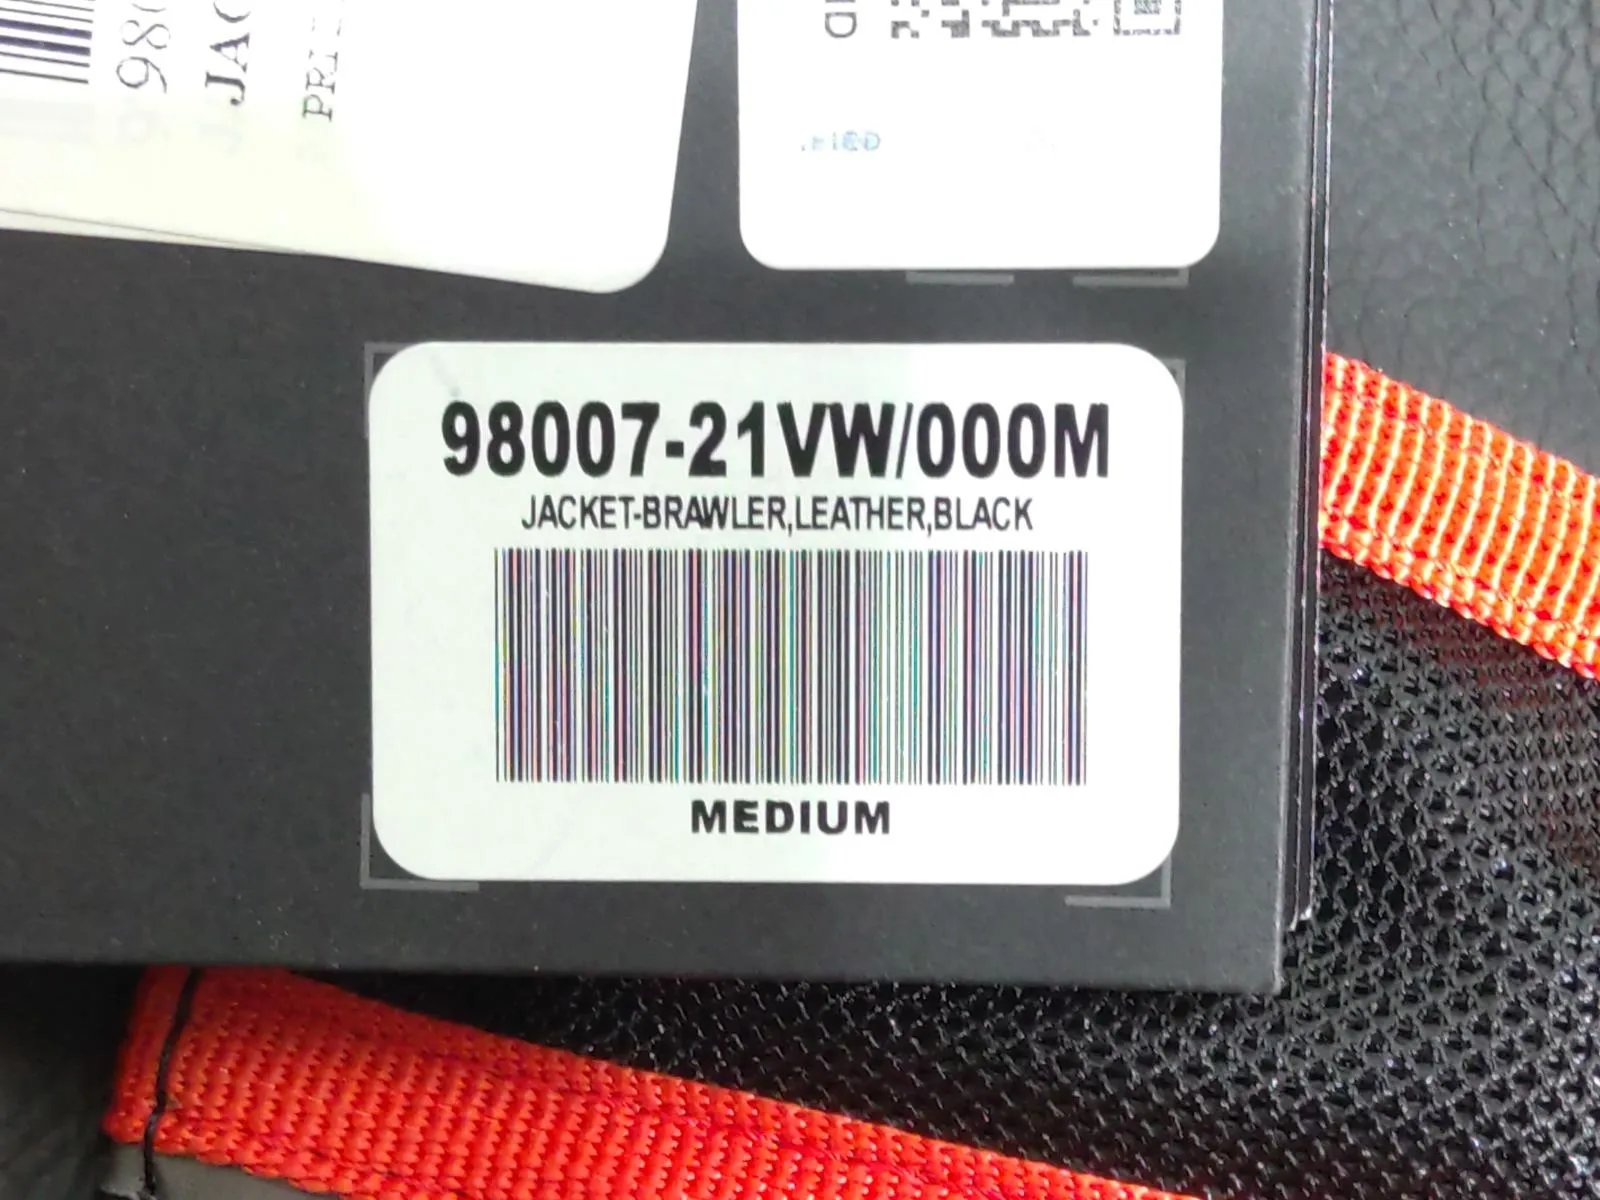 98007-21VW/000M
JACKET-BRAWLER,LEATHER,BLACK
MEDIUM